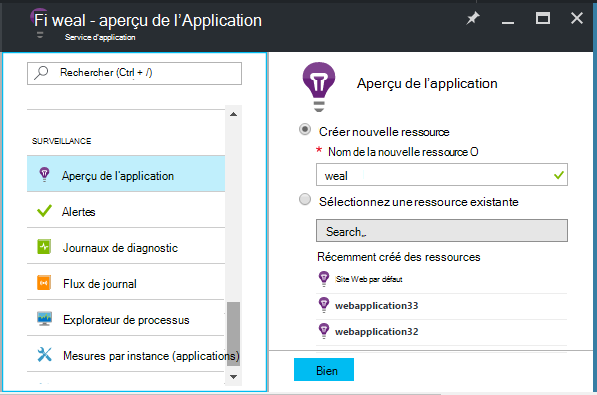 Fi weal - aperçu de l’Application
Service d'application
Rechercher (Ctrl + /)
SURVEILLANCE
Aperçu de l’application
Alertes
Journaux de diagnostic
Flux de journal
Explorateur de processus
Mesures par instance (applications)
Aperçu de l’application
Créer nouvelle ressource
* Nom de la nouvelle ressource O
weal
Sélectionnez une ressource existante
Search,.
Récemment créé des ressources
Site Web par défaut
webapplication33
webapplication32
Bien